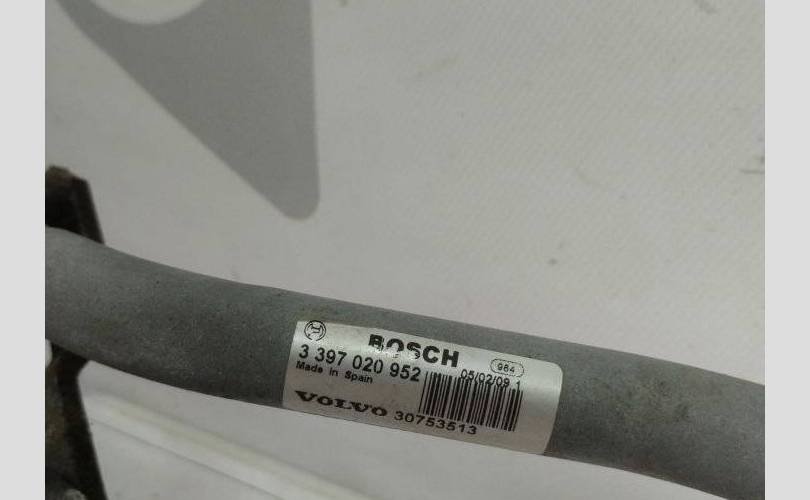 BOSCH 984
3 397 020 952 05/02/09 1
Made in Spain
VOLVO 30753513